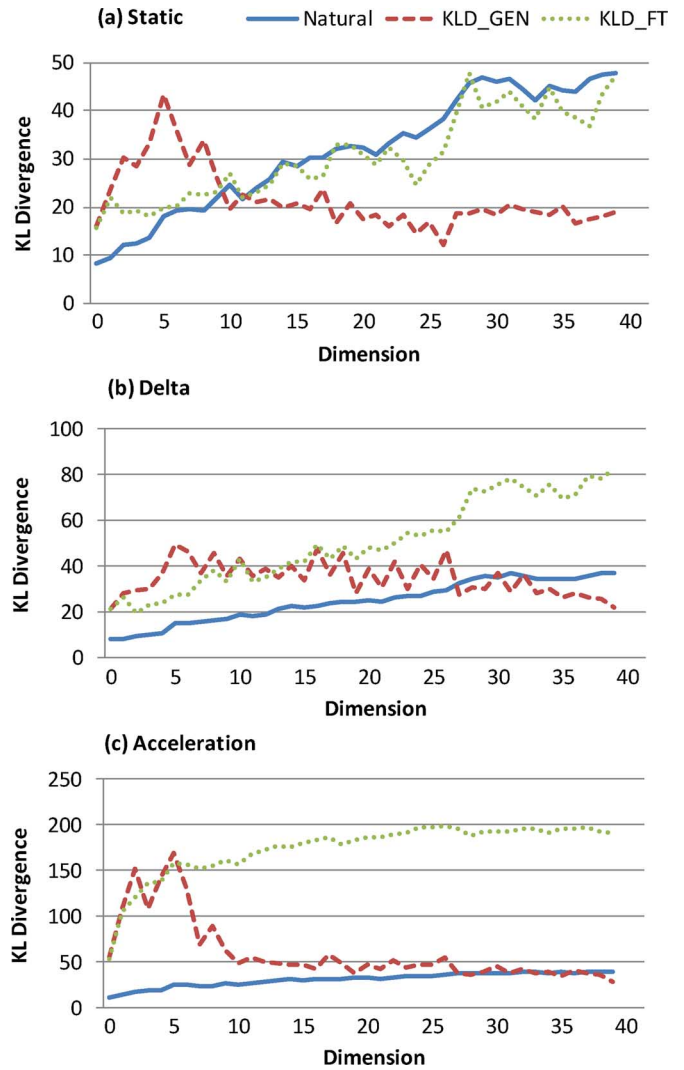 (a) Static Natural KLD_GEN KLD_FT
50
40
30
20
10
0
KL Divergence
0 5 10 15 20 25 30 35 40
Dimension
(b) Delta
100
80
60
40
20
0
KL Divergence
0 5 10 15 20 25 30 35 40
Dimension
(c) Acceleration
250
200
150
100
50
0
KL Divergence
0 5 10 15 20 25 30 35 40
Dimension